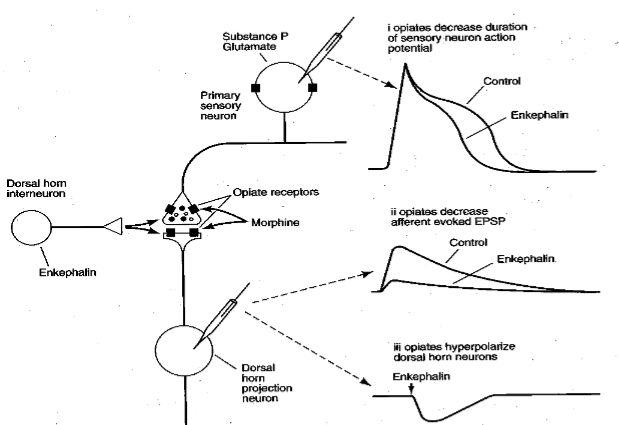 Substance P
Glutamate
Primary
sensory
neuron
i opiates decrease duration
of sensory neuron action
potential
Control
Enkephalin
Dorsal horn
interneuron
Enkephalin
Opiate receptors
Morphine
ii opiates decrease
afferent evoked EPSP
Control
Enkephalin
Dorsal
horn
projection
neuron
iii opiates hyperpolarize
dorsal horn neurons
Enkephalin